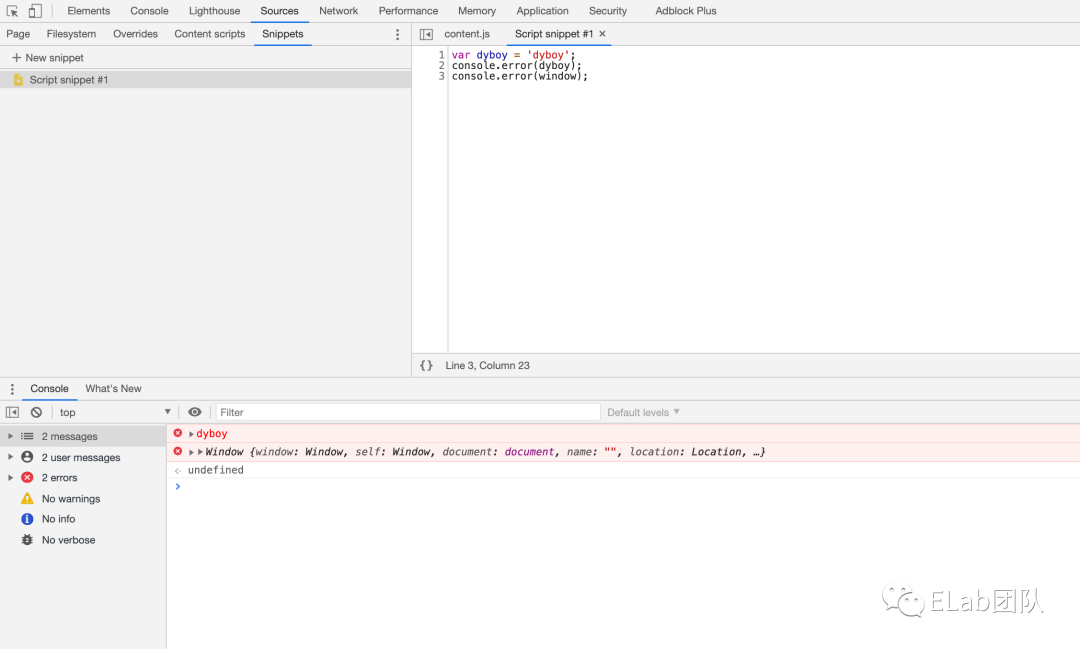 Elements Console Lighthouse Sources Network Performance Memory Application Security Adblock Plus
Page Filesystem Overrides Content scripts Snippets
content.js Script snippet #1 ×
+ New snippet
Script snippet #1
1 var dyboy = 'dyboy';
2 console.error(dyboy);
3 console.error(window);
{} Line 3, Column 23
Console What's New
top Filter Default levels
2 messages
2 user messages
2 errors
No warnings
No info
No verbose
dyboy
Window {window: Window, self: Window, document: document, name: "", location: Location, …}
undefined
ELab团队